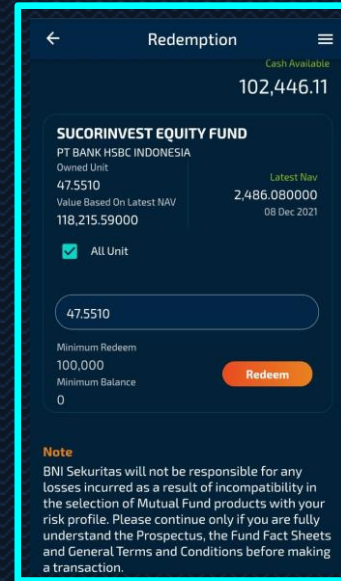 Redemption
Cash Available
102,446.11
SUCORINVEST EQUITY FUND
PT BANK HSBC INDONESIA
Owned Unit
47.5510
Latest Nav
2,486.080000
Value Based On Latest NAV
08 Dec 2021
118,215.59000
All Unit
47.5510
Minimum Redeem
100,000
Redeem
Minimum Balance
0
Note
BNI Sekuritas will not be responsible for any
losses incurred as a result of incompatibility in
the selection of Mutual Fund products with your
risk profile. Please continue only if you are fully
understand the Prospectus, the Fund Fact Sheets
and General Terms and Conditions before making
a transaction.